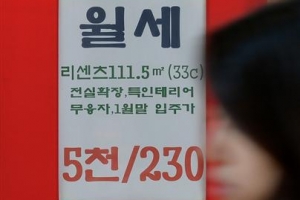 월세
리센츠111.5㎡(33c)
전실확장,특인테리어
무융자,1월말 입주가
5천/230